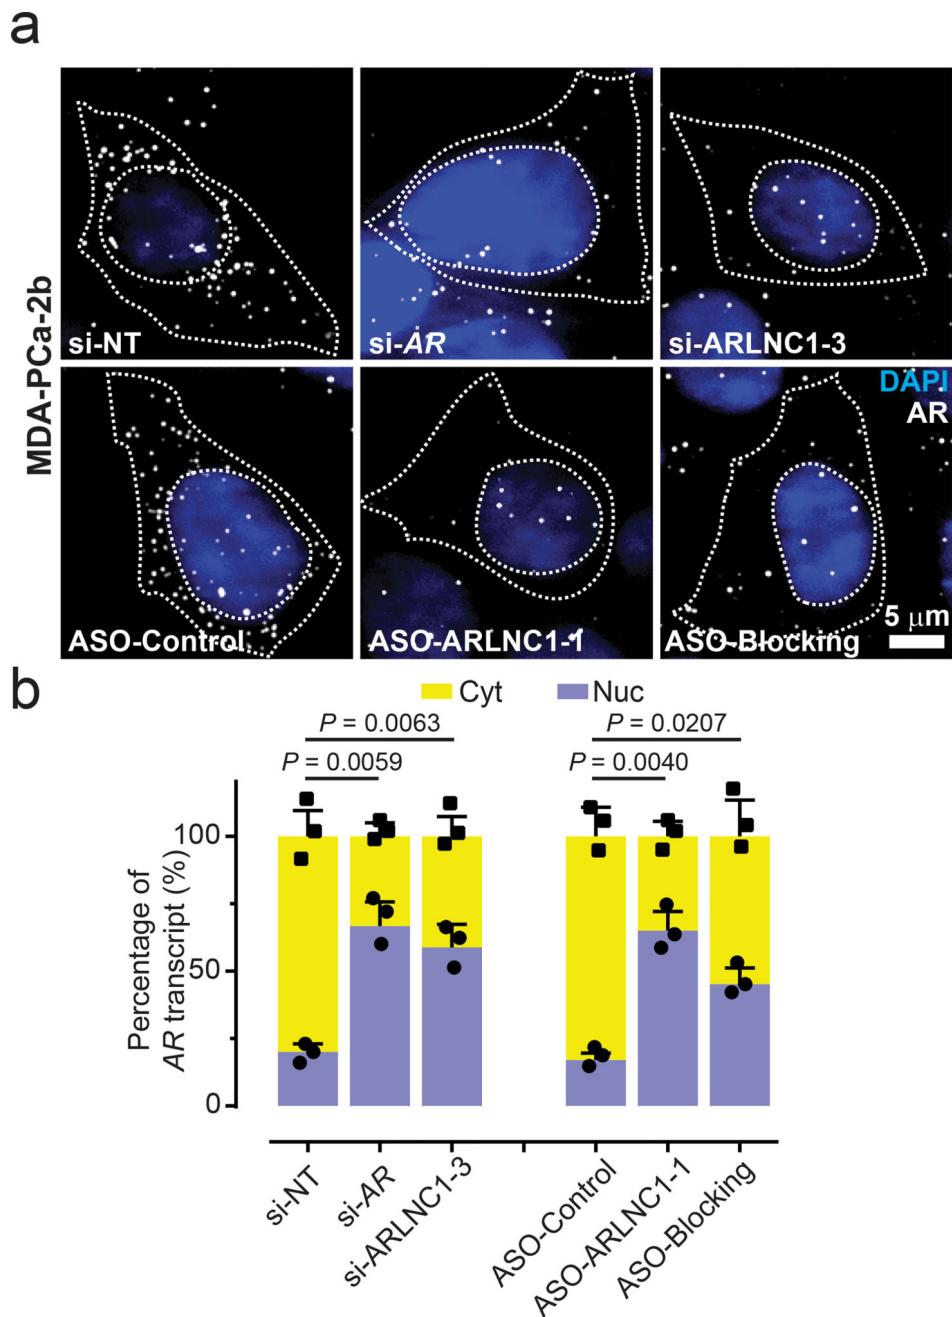 a
MDA-PCa-2b
si-NT
si-AR
si-ARLNC1-3
DAPI
AR
ASO-Control
ASO-ARLNC1-1
ASO-Blocking
5 μm
b
Cyt
Nuc
P = 0.0063
P = 0.0059
P = 0.0207
P = 0.0040
Percentage of
AR transcript (%)
100
50
0
si-NT
si-AR
si-ARLNC1-3
ASO-Control
ASO-ARLNC1-1
ASO-Blocking